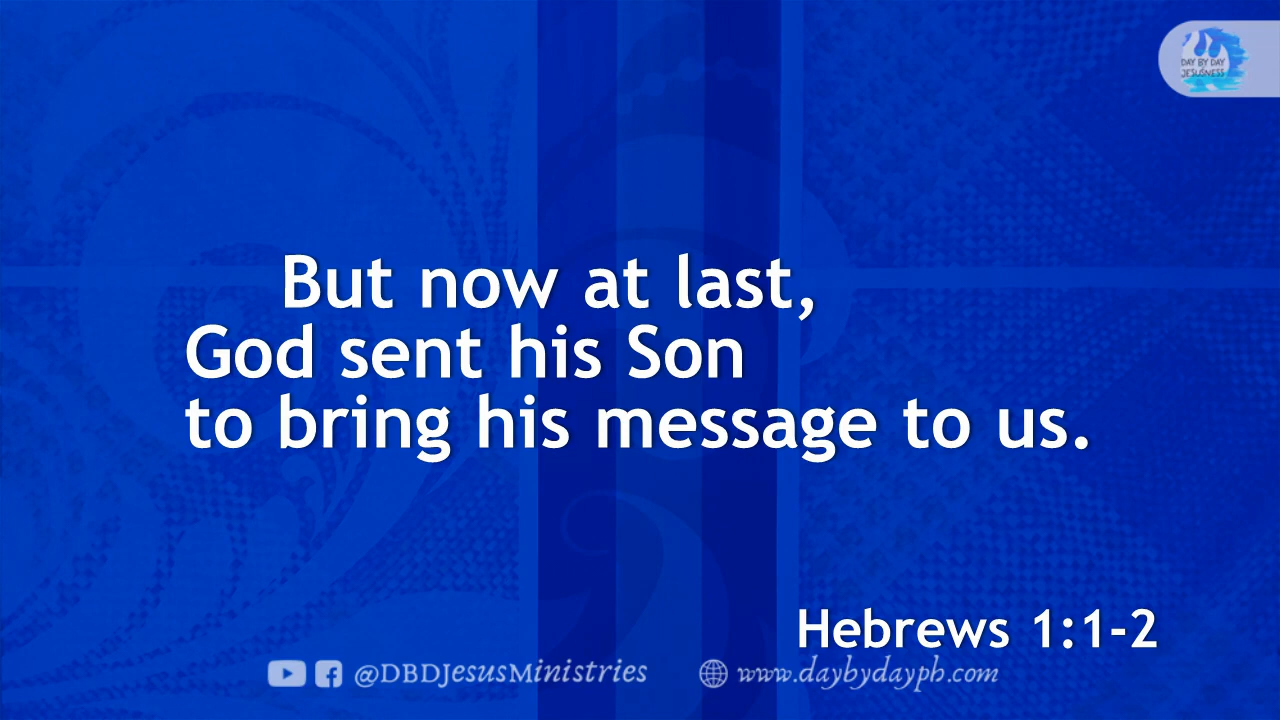 DAY BY DAY
JESUSNESS
But now at last,
God sent his Son
to bring his message to us.
Hebrews 1:1-2
@DBDJesusMinistries
www.daybydayph.com